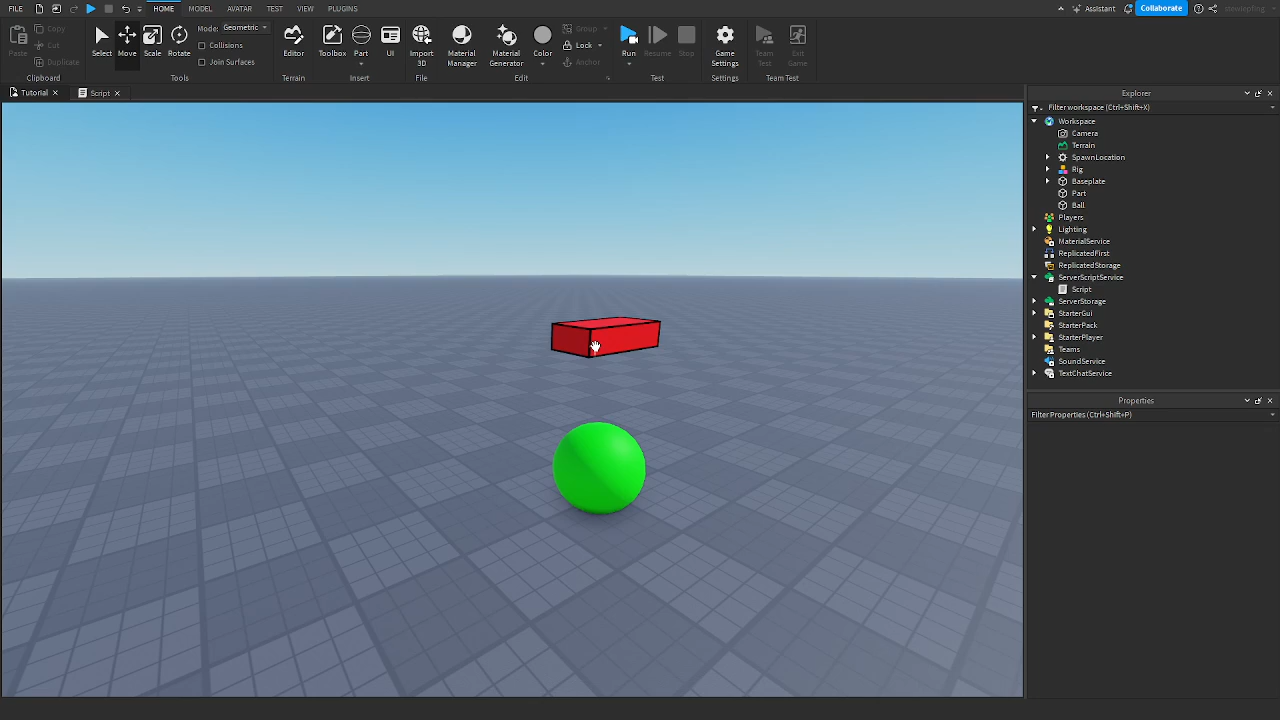 FILE HOME MODEL AVATAR TEST VIEW PLUGINS Assistant Collaborate
Paste Copy Cut Duplicate Clipboard
Select Move Scale Rotate Mode: Geometric Collisions Join Surfaces Tools
Editor Terrain
Toolbox Part UI Insert
Import 3D File
Material Manager Material Generator Color Group Lock Anchor Edit
Run Resume Stop Test
Game Settings Settings
Team Test Exit Game Team Test
Tutorial Script
Explorer
Filter workspace (Ctrl+Shift+X)
Workspace
Camera
Terrain
SpawnLocation
Rig
Baseplate
Part
Ball
Players
Lighting
MaterialService
ReplicatedFirst
ReplicatedStorage
ServerScriptService
Script
ServerStorage
StarterGui
StarterPack
StarterPlayer
Teams
SoundService
TextChatService
Properties
Filter Properties (Ctrl+Shift+P)